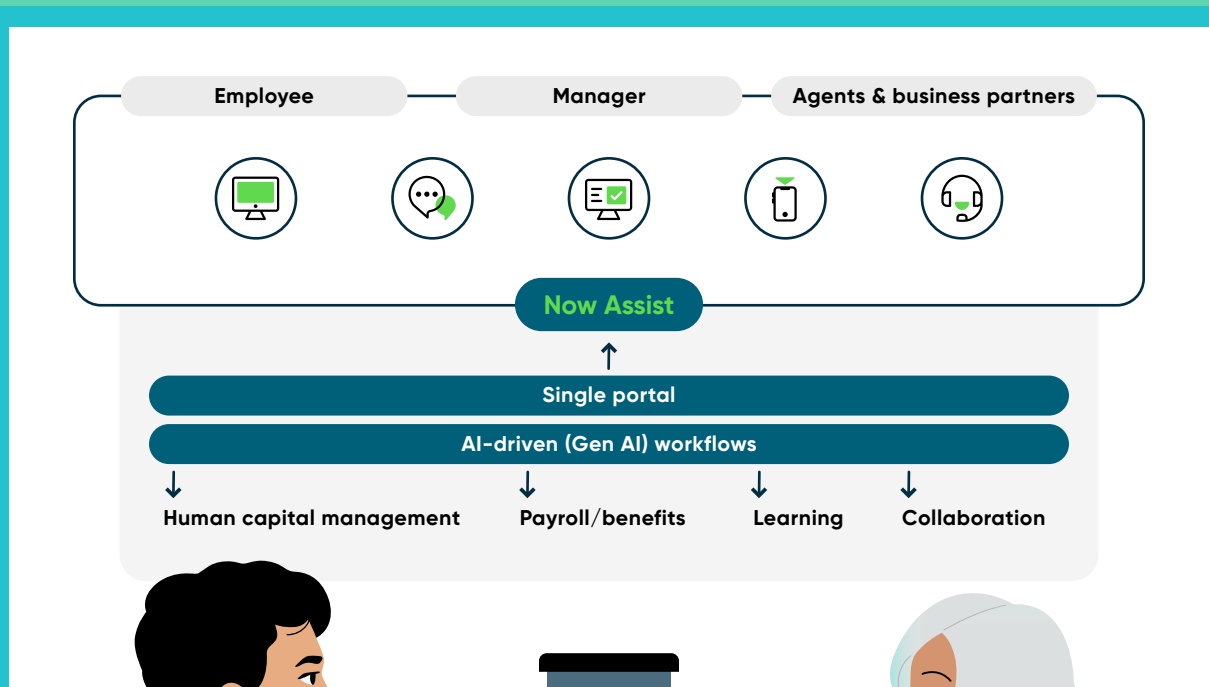 Employee
Manager
Agents & business partners
Now Assist
Single portal
AI-driven (Gen AI) workflows
Human capital management
Payroll/benefits
Learning
Collaboration